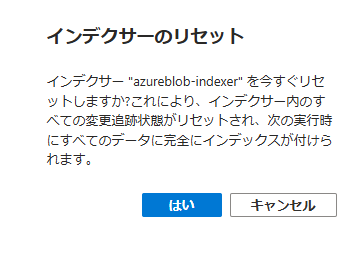 インデクサーのリセット
インデクサー "azureblob-indexer" を今すぐリセ
ットしますか?これにより、インデクサー内のす
べての変更追跡状態がリセットされ、次の実行時
にすべてのデータに完全にインデックスが付けら
れます。
はい
キャンセル